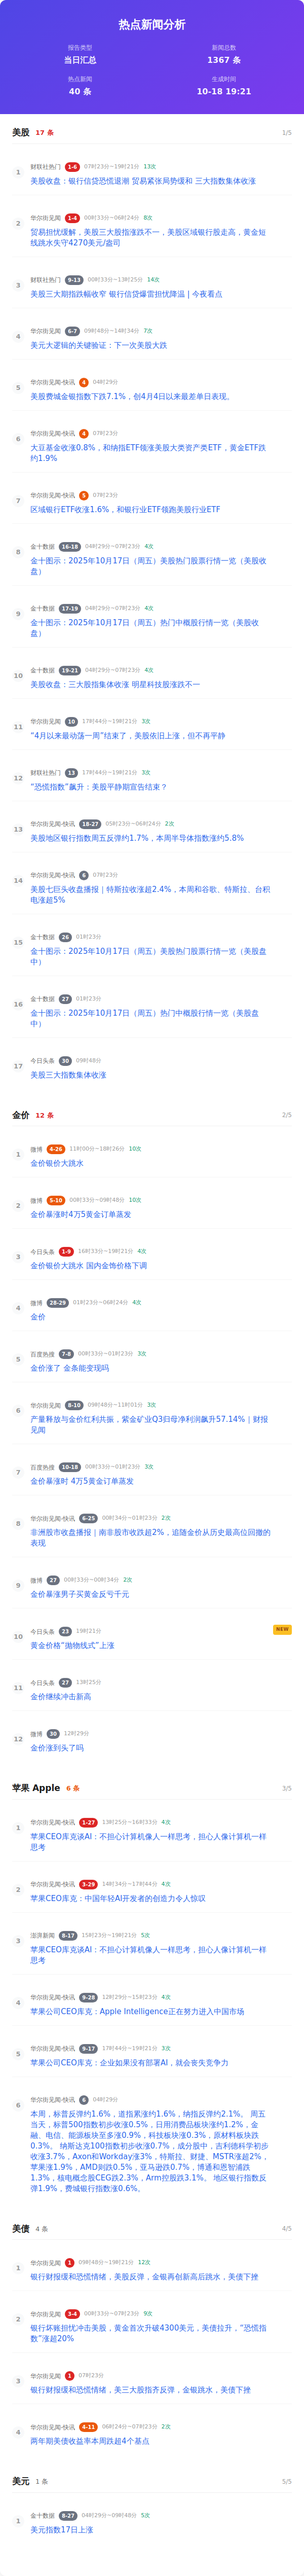 热点新闻分析
报告类型
当日汇总
新闻总数
1367 条
热点新闻
40 条
生成时间
10-18 19:21
美股 17 条 1/5
1 财联社热门 1-6 07时23分~19时21分 13次
美股收盘：银行信贷恐慌退潮 贸易紧张局势缓和 三大指数集体收涨
2 华尔街见闻 1-4 00时33分~06时24分 8次
贸易担忧缓解，美股三大股指涨跌不一，美股区域银行股走高，黄金短
线跳水失守4270美元/盎司
3 财联社热门 9-13 00时33分~13时25分 14次
美股三大期指跌幅收窄 银行信贷爆雷担忧降温 | 今夜看点
4 华尔街见闻 6-7 09时48分~14时34分 7次
美元大逻辑的关键验证：下一次美股大跌
5 华尔街见闻-快讯 4 04时29分
美股费城金银指数下跌7.1%，创4月4日以来最差单日表现。
6 华尔街见闻-快讯 4 07时23分
大豆基金收涨0.8%，和纳指ETF领涨美股大类资产类ETF，黄金ETF跌
约1.9%
7 华尔街见闻-快讯 5 07时23分
区域银行ETF收涨1.6%，和银行业ETF领跑美股行业ETF
8 金十数据 16-18 04时29分~07时23分 4次
金十图示：2025年10月17日（周五）美股热门股票行情一览（美股收
盘）
9 金十数据 17-19 04时29分~07时23分 4次
金十图示：2025年10月17日（周五）热门中概股行情一览（美股收
盘）
10 金十数据 19-21 04时29分~07时23分 4次
美股收盘：三大股指集体收涨 明星科技股涨跌不一
11 华尔街见闻 10 17时44分~19时21分 3次
“4月以来最动荡一周”结束了，美股依旧上涨，但不再平静
12 财联社热门 13 17时44分~19时21分 3次
“恐慌指数”飙升：美股平静期宣告结束？
13 华尔街见闻-快讯 18-27 05时23分~06时24分 2次
美股地区银行指数周五反弹约1.7%，本周半导体指数涨约5.8%
14 华尔街见闻-快讯 6 07时23分
美股七巨头收盘播报｜特斯拉收涨超2.4%，本周和谷歌、特斯拉、台积
电涨超5%
15 金十数据 26 01时23分
金十图示：2025年10月17日（周五）美股热门股票行情一览（美股盘
中）
16 金十数据 27 01时23分
金十图示：2025年10月17日（周五）热门中概股行情一览（美股盘
中）
17 今日头条 30 09时48分
美股三大指数集体收涨
金价 12 条 2/5
1 微博 4-26 11时00分~18时26分 10次
金价银价大跳水
2 微博 5-10 00时33分~09时48分 10次
金价暴涨时4万5黄金订单蒸发
3 今日头条 1-9 16时33分~19时21分 4次
金价银价大跳水 国内金饰价格下调
4 微博 28-29 01时23分~06时24分 4次
金价
5 百度热搜 7-8 00时33分~01时23分 3次
金价涨了 金条能变现吗
6 华尔街见闻 8-10 09时48分~11时01分 3次
产量释放与金价红利共振，紫金矿业Q3归母净利润飙升57.14%｜财报
见闻
7 百度热搜 10-18 00时33分~01时23分 3次
金价暴涨时 4万5黄金订单蒸发
8 华尔街见闻-快讯 6-25 00时34分~01时23分 2次
非洲股市收盘播报｜南非股市收跌超2%，追随金价从历史最高位回撤的
表现
9 微博 27 00时33分~00时34分 2次
金价暴涨男子买黄金反亏千元
10 今日头条 23 19时21分 NEW
黄金价格“抛物线式”上涨
11 今日头条 27 13时25分
金价继续冲击新高
12 微博 30 12时29分
金价涨到头了吗
苹果 Apple 6 条 3/5
1 华尔街见闻-快讯 1-27 13时25分~16时33分 4次
苹果CEO库克谈AI：不担心计算机像人一样思考，担心人像计算机一样
思考
2 华尔街见闻-快讯 3-29 14时34分~17时44分 4次
苹果CEO库克：中国年轻AI开发者的创造力令人惊叹
3 澎湃新闻 8-17 15时23分~19时21分 5次
苹果CEO库克谈AI：不担心计算机像人一样思考，担心人像计算机一样
思考
4 华尔街见闻-快讯 9-28 12时29分~15时23分 4次
苹果公司CEO库克：Apple Intelligence正在努力进入中国市场
5 华尔街见闻-快讯 9-17 17时44分~19时21分 3次
苹果公司CEO库克：企业如果没有部署AI，就会丧失竞争力
6 华尔街见闻-快讯 6 04时29分
本周，标普反弹约1.6%，道指累涨约1.6%，纳指反弹约2.1%。 周五
当天，标普500指数初步收涨0.5%，日用消费品板块涨约1.2%，金
融、电信、能源板块至多涨0.9%，科技板块涨0.3%，原材料板块跌
0.3%。 纳斯达克100指数初步收涨0.7%，成分股中，吉利德科学初步
收涨3.7%，Axon和Workday涨3%，特斯拉、财捷、MSTR涨超2%，
苹果涨1.9%，AMD则跌0.5%，亚马逊跌0.7%，博通和恩智浦跌
1.3%，核电概念股CEG跌2.3%，Arm控股跌3.1%。 地区银行指数反
弹1.9%，费城银行指数涨0.6%。
美债 4 条 4/5
1 华尔街见闻 1 09时48分~19时21分 12次
银行财报缓和恐慌情绪，美股反弹，金银再创新高后跳水，美债下挫
2 华尔街见闻 3-4 00时33分~07时23分 9次
银行坏账担忧冲击美股，黄金首次升破4300美元，美债拉升，“恐慌指
数”涨超20%
3 华尔街见闻 1 07时23分
银行财报缓和恐慌情绪，美三大股指齐反弹，金银跳水，美债下挫
4 华尔街见闻-快讯 4-11 06时24分~07时23分 2次
两年期美债收益率本周跌超4个基点
美元 1 条 5/5
1 金十数据 8-27 04时29分~09时48分 5次
美元指数17日上涨